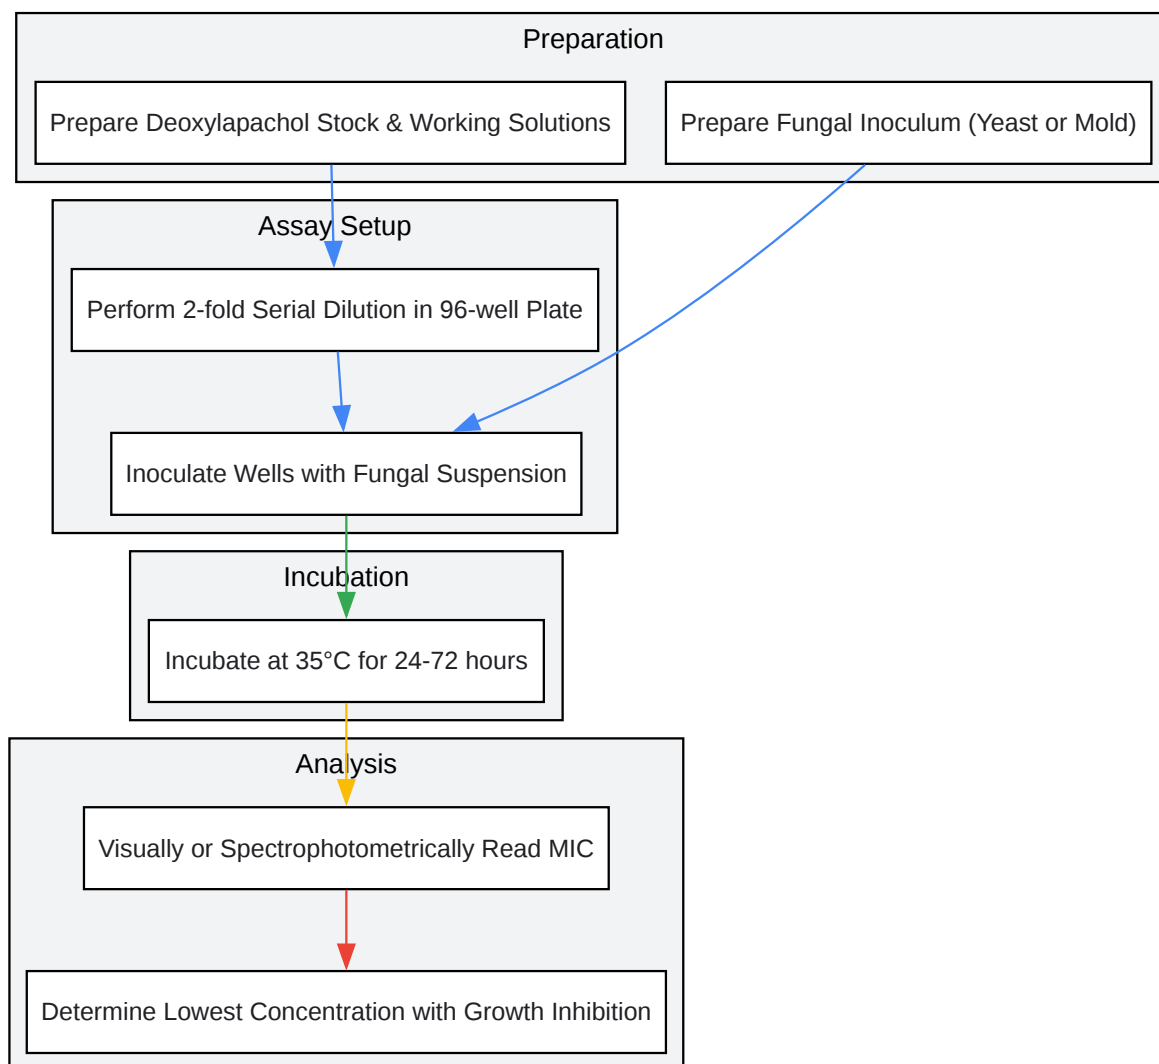 Preparation
Prepare Deoxylapachol Stock & Working Solutions
Prepare Fungal Inoculum (Yeast or Mold)
Assay Setup
Perform 2-fold Serial Dilution in 96-well Plate
Inoculate Wells with Fungal Suspension
Incubation
Incubate at 35°C for 24-72 hours
Analysis
Visually or Spectrophotometrically Read MIC
Determine Lowest Concentration with Growth Inhibition